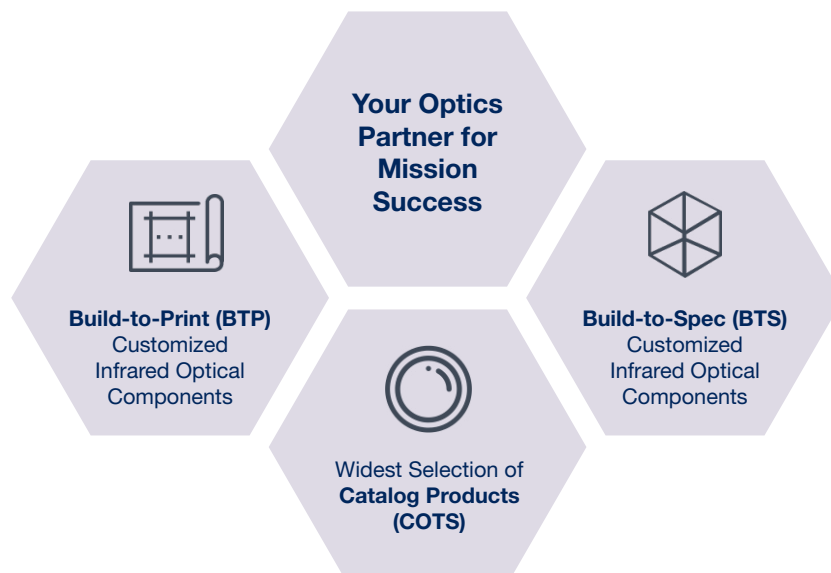 Your Optics
Partner for
Mission
Success
Build-to-Print (BTP)
Customized
Infrared Optical
Components
Build-to-Spec (BTS)
Customized
Infrared Optical
Components
Widest Selection of
Catalog Products
(COTS)